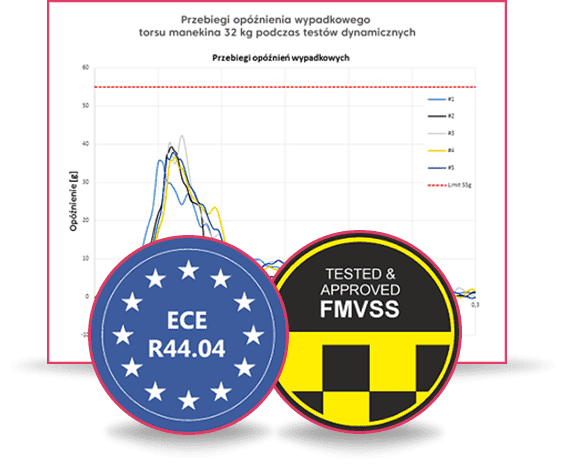 Przebiegi opóźnienia wypadkowego
torsu manekina 32 kg podczas testów dynamicznych
Przebiegi opóźnień wypadkowych
Opóźnienie [g]
60
50
40
30
20
10
0
-10
#1
#2
#3
#4
#5
Limit 55g
0,3
ECE
R44.04
TESTED &
APPROVED
FMVSS